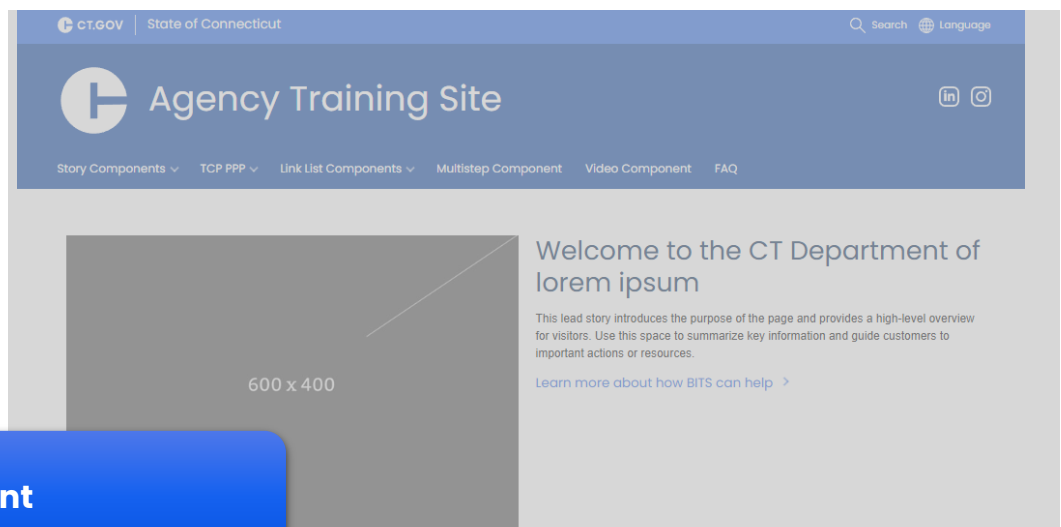 CT.GOV State of Connecticut Search Language
Agency Training Site
Story Components TCP PPP Link List Components Multistep Component Video Component FAQ
Welcome to the CT Department of
lorem ipsum
This lead story introduces the purpose of the page and provides a high-level overview
for visitors. Use this space to summarize key information and guide customers to
important actions or resources.
Learn more about how BITS can help
600 x 400